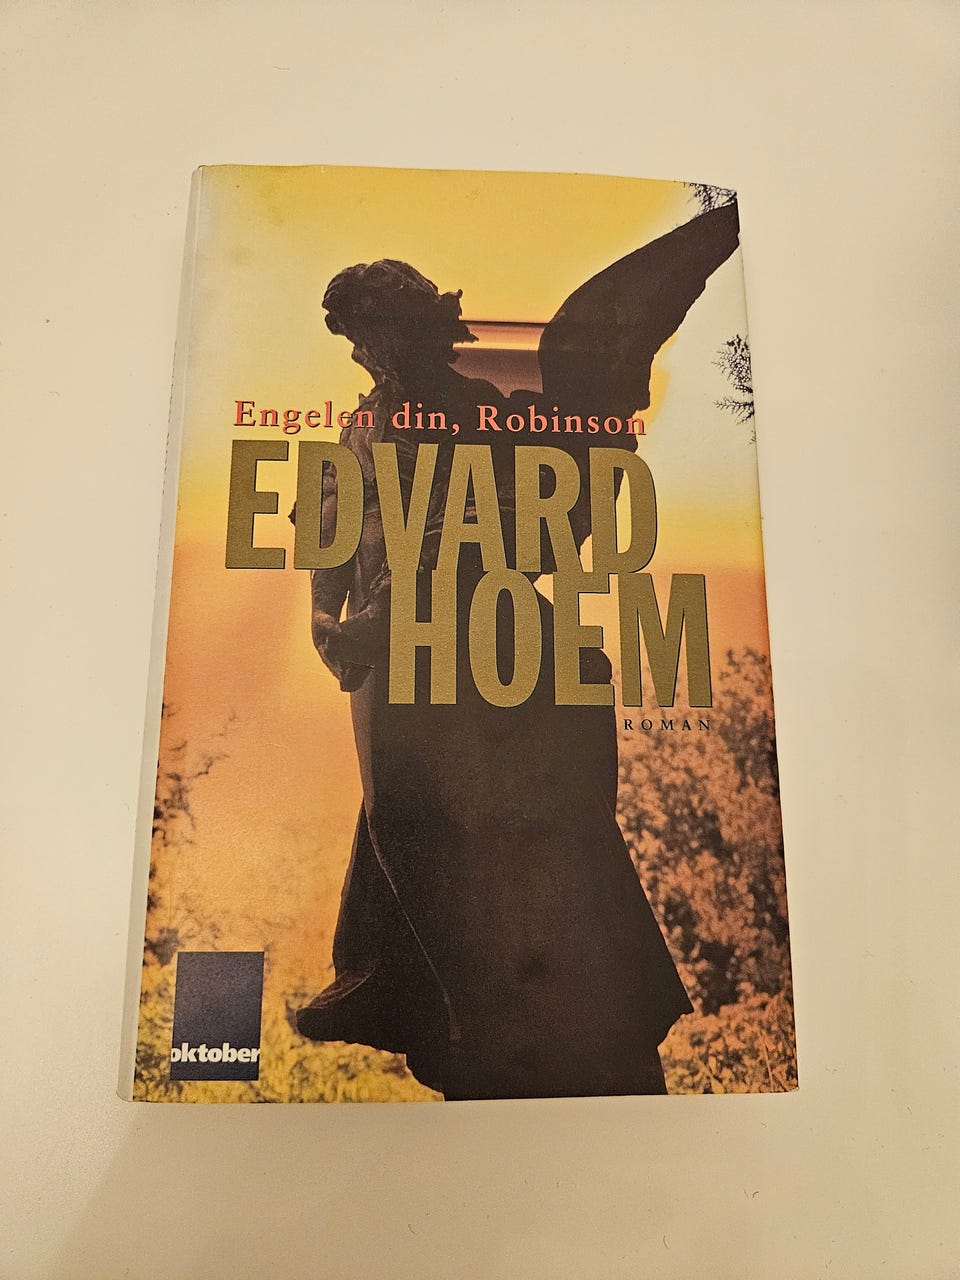 Engelen din, Robinson
EDVARD
HOEM
ROMAN
oktober